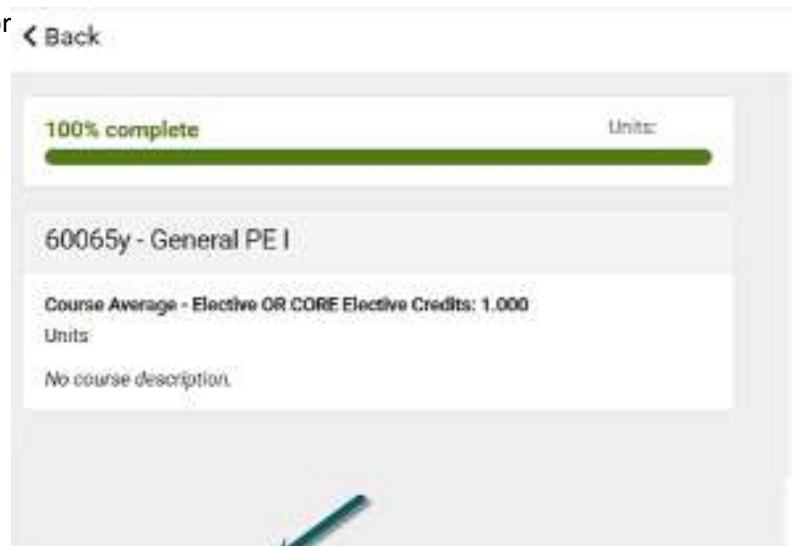 Back
100% complete
Units:
60065y - General PE I
Course Average - Elective OR CORE Elective Credits: 1.000
Units
No course description.